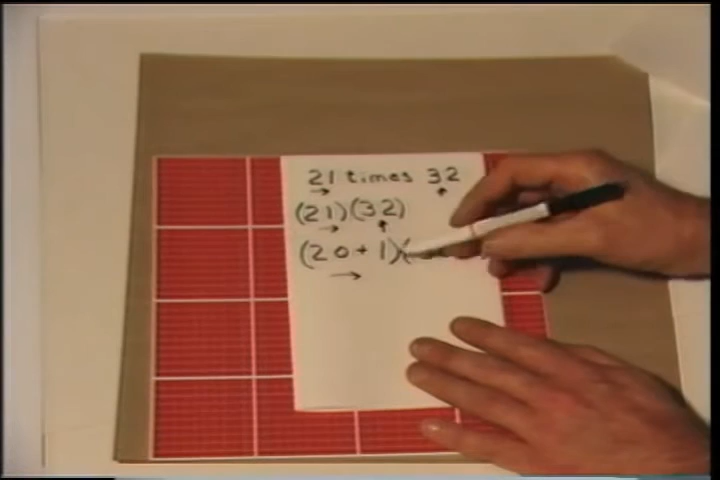 21 times 32
(21)(32)
(20+1)(